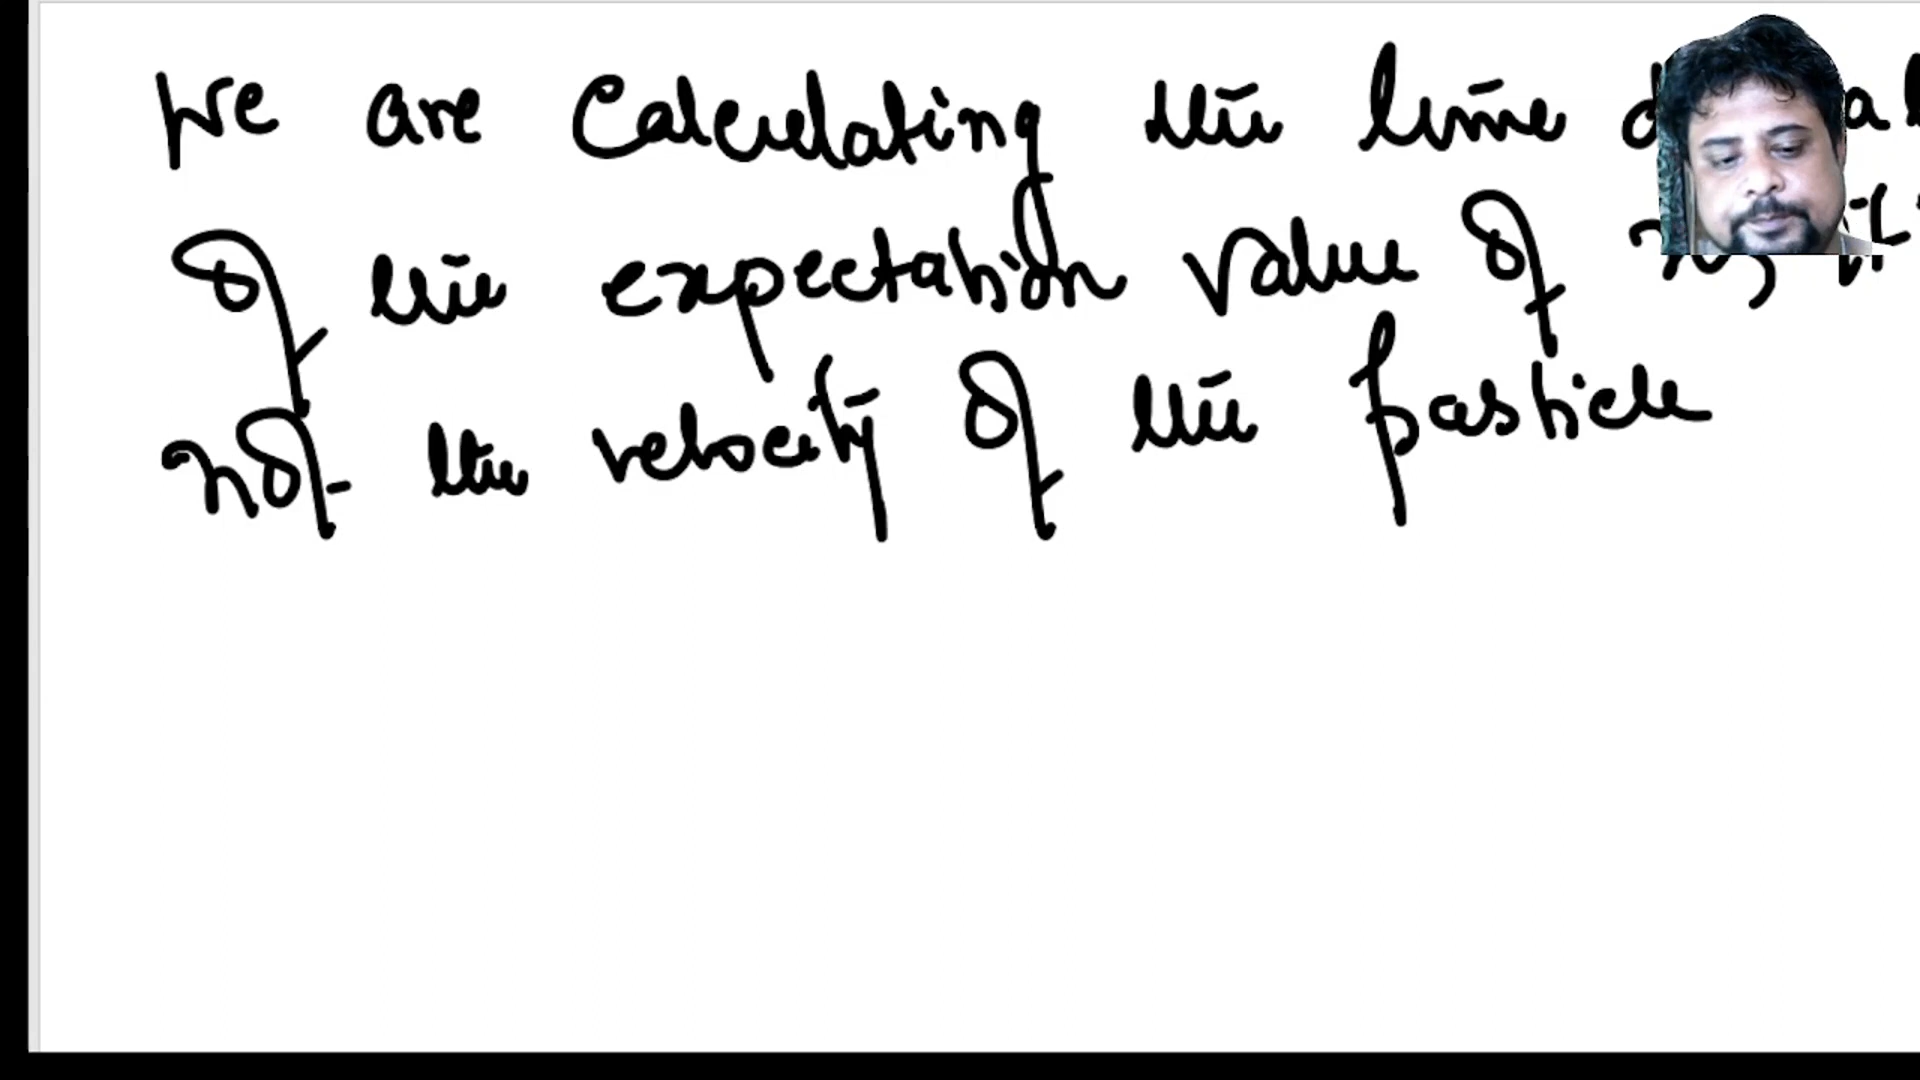 We are Calculating the time
of the expectation value of x,
not the velocity of the particle